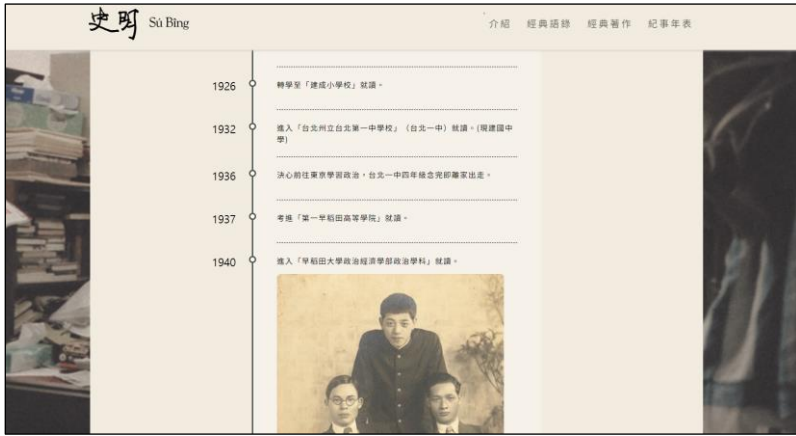 史明 Sú Bîng
介紹 經典語錄 經典著作 紀事年表
1926 轉學至「建成小學校」就讀。
1932 進入「台北州立台北第一中學校」（台北一中）就讀。(現建國中
學)
1936 決心前往東京學習政治，台北一中四年級念完即離家出走。
1937 考進「第一早稻田高等學院」就讀。
1940 進入「早稻田大學政治經濟學部政治學科」就讀。